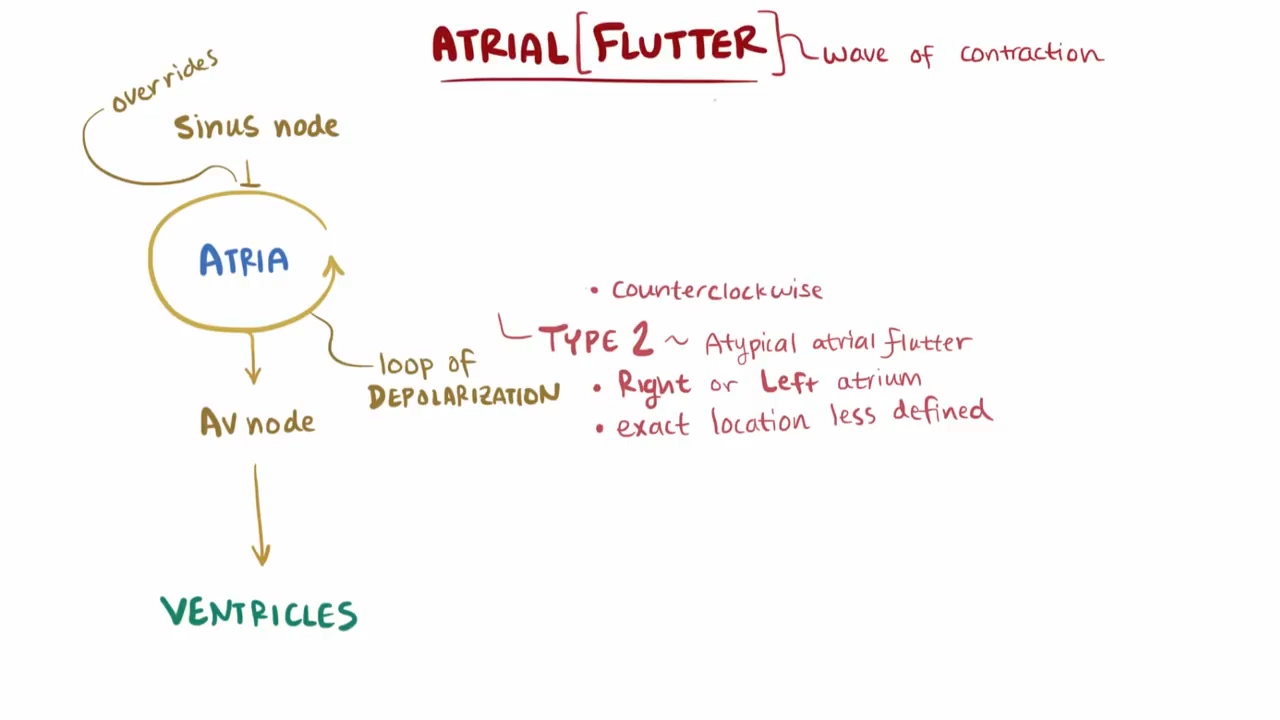 ATRIAL [FLUTTER]
wave of contraction
overrides
Sinus node
ATRIA
loop of
DEPOLARIZATION
AV node
VENTRICLES
• counterclockwise
TYPE 2 ~ Atypical atrial flutter
• Right or Left atrium
• exact location less defined